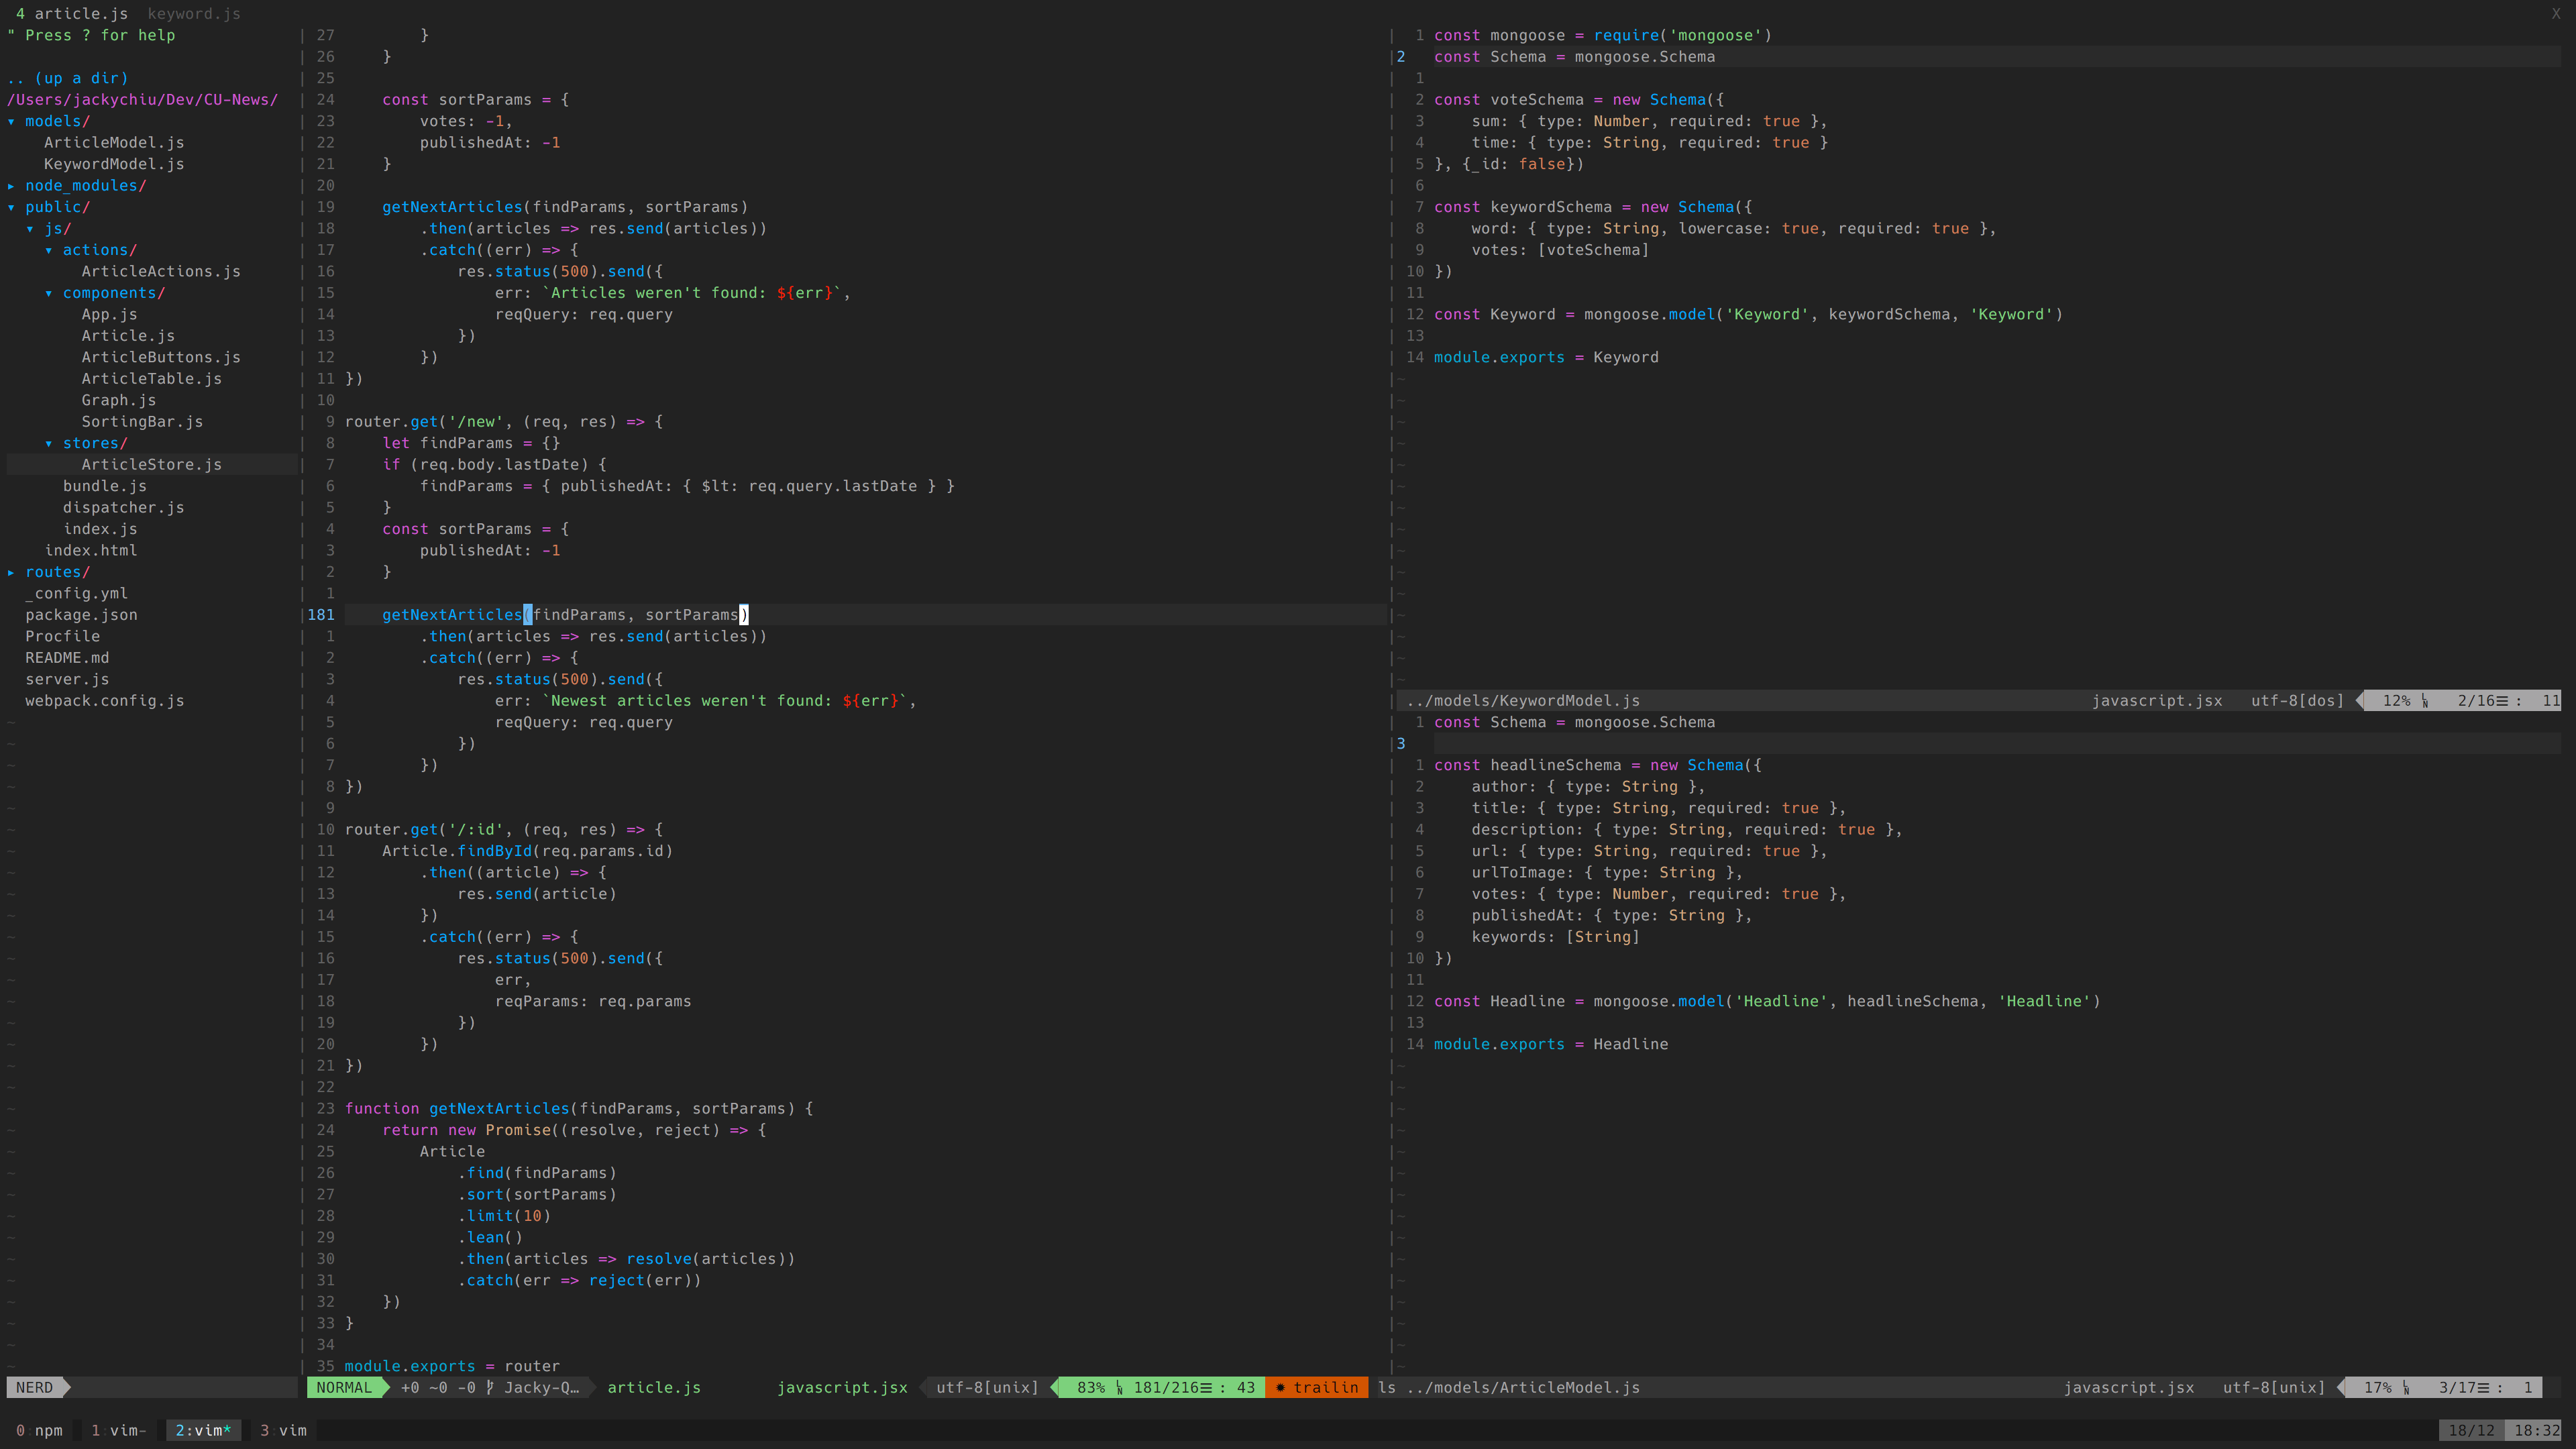 4 article.js  keyword.js X
" Press ? for help
.. (up a dir)
/Users/jackychiu/Dev/CU-News/
▾ models/
ArticleModel.js
KeywordModel.js
▸ node_modules/
▾ public/
▾ js/
▾ actions/
ArticleActions.js
▾ components/
App.js
Article.js
ArticleButtons.js
ArticleTable.js
Graph.js
SortingBar.js
▾ stores/
ArticleStore.js
bundle.js
dispatcher.js
index.js
index.html
▸ routes/
_config.yml
package.json
Procfile
README.md
server.js
webpack.config.js
NERD
27         }
26     }
25
24     const sortParams = {
23         votes: -1,
22         publishedAt: -1
21     }
20
19     getNextArticles(findParams, sortParams)
18         .then(articles => res.send(articles))
17         .catch((err) => {
16             res.status(500).send({
15                 err: `Articles weren't found: ${err}`,
14                 reqQuery: req.query
13             })
12         })
11 })
10
9 router.get('/new', (req, res) => {
8     let findParams = {}
7     if (req.body.lastDate) {
6         findParams = { publishedAt: { $lt: req.query.lastDate } }
5     }
4     const sortParams = {
3         publishedAt: -1
2     }
1
181     getNextArticles(findParams, sortParams)
1         .then(articles => res.send(articles))
2         .catch((err) => {
3             res.status(500).send({
4                 err: `Newest articles weren't found: ${err}`,
5                 reqQuery: req.query
6             })
7         })
8 })
9
10 router.get('/:id', (req, res) => {
11     Article.findById(req.params.id)
12         .then((article) => {
13             res.send(article)
14         })
15         .catch((err) => {
16             res.status(500).send({
17                 err,
18                 reqParams: req.params
19             })
20         })
21 })
22
23 function getNextArticles(findParams, sortParams) {
24     return new Promise((resolve, reject) => {
25         Article
26             .find(findParams)
27             .sort(sortParams)
28             .limit(10)
29             .lean()
30             .then(articles => resolve(articles))
31             .catch(err => reject(err))
32     })
33 }
34
35 module.exports = router
NORMAL +0 ~0 -0 Jacky-Q… article.js javascript.jsx utf-8[unix] 83% 181/216☰ : 43 ✹ trailin
1 const mongoose = require('mongoose')
2 const Schema = mongoose.Schema
1
2 const voteSchema = new Schema({
3     sum: { type: Number, required: true },
4     time: { type: String, required: true }
5 }, {_id: false})
6
7 const keywordSchema = new Schema({
8     word: { type: String, lowercase: true, required: true },
9     votes: [voteSchema]
10 })
11
12 const Keyword = mongoose.model('Keyword', keywordSchema, 'Keyword')
13
14 module.exports = Keyword
../models/KeywordModel.js javascript.jsx utf-8[dos] 12% 2/16☰ : 11
1 const Schema = mongoose.Schema
3
1 const headlineSchema = new Schema({
2     author: { type: String },
3     title: { type: String, required: true },
4     description: { type: String, required: true },
5     url: { type: String, required: true },
6     urlToImage: { type: String },
7     votes: { type: Number, required: true },
8     publishedAt: { type: String },
9     keywords: [String]
10 })
11
12 const Headline = mongoose.model('Headline', headlineSchema, 'Headline')
13
14 module.exports = Headline
ls ../models/ArticleModel.js javascript.jsx utf-8[unix] 17% 3/17☰ : 1
0:npm 1:vim- 2:vim* 3:vim 18/12 18:32